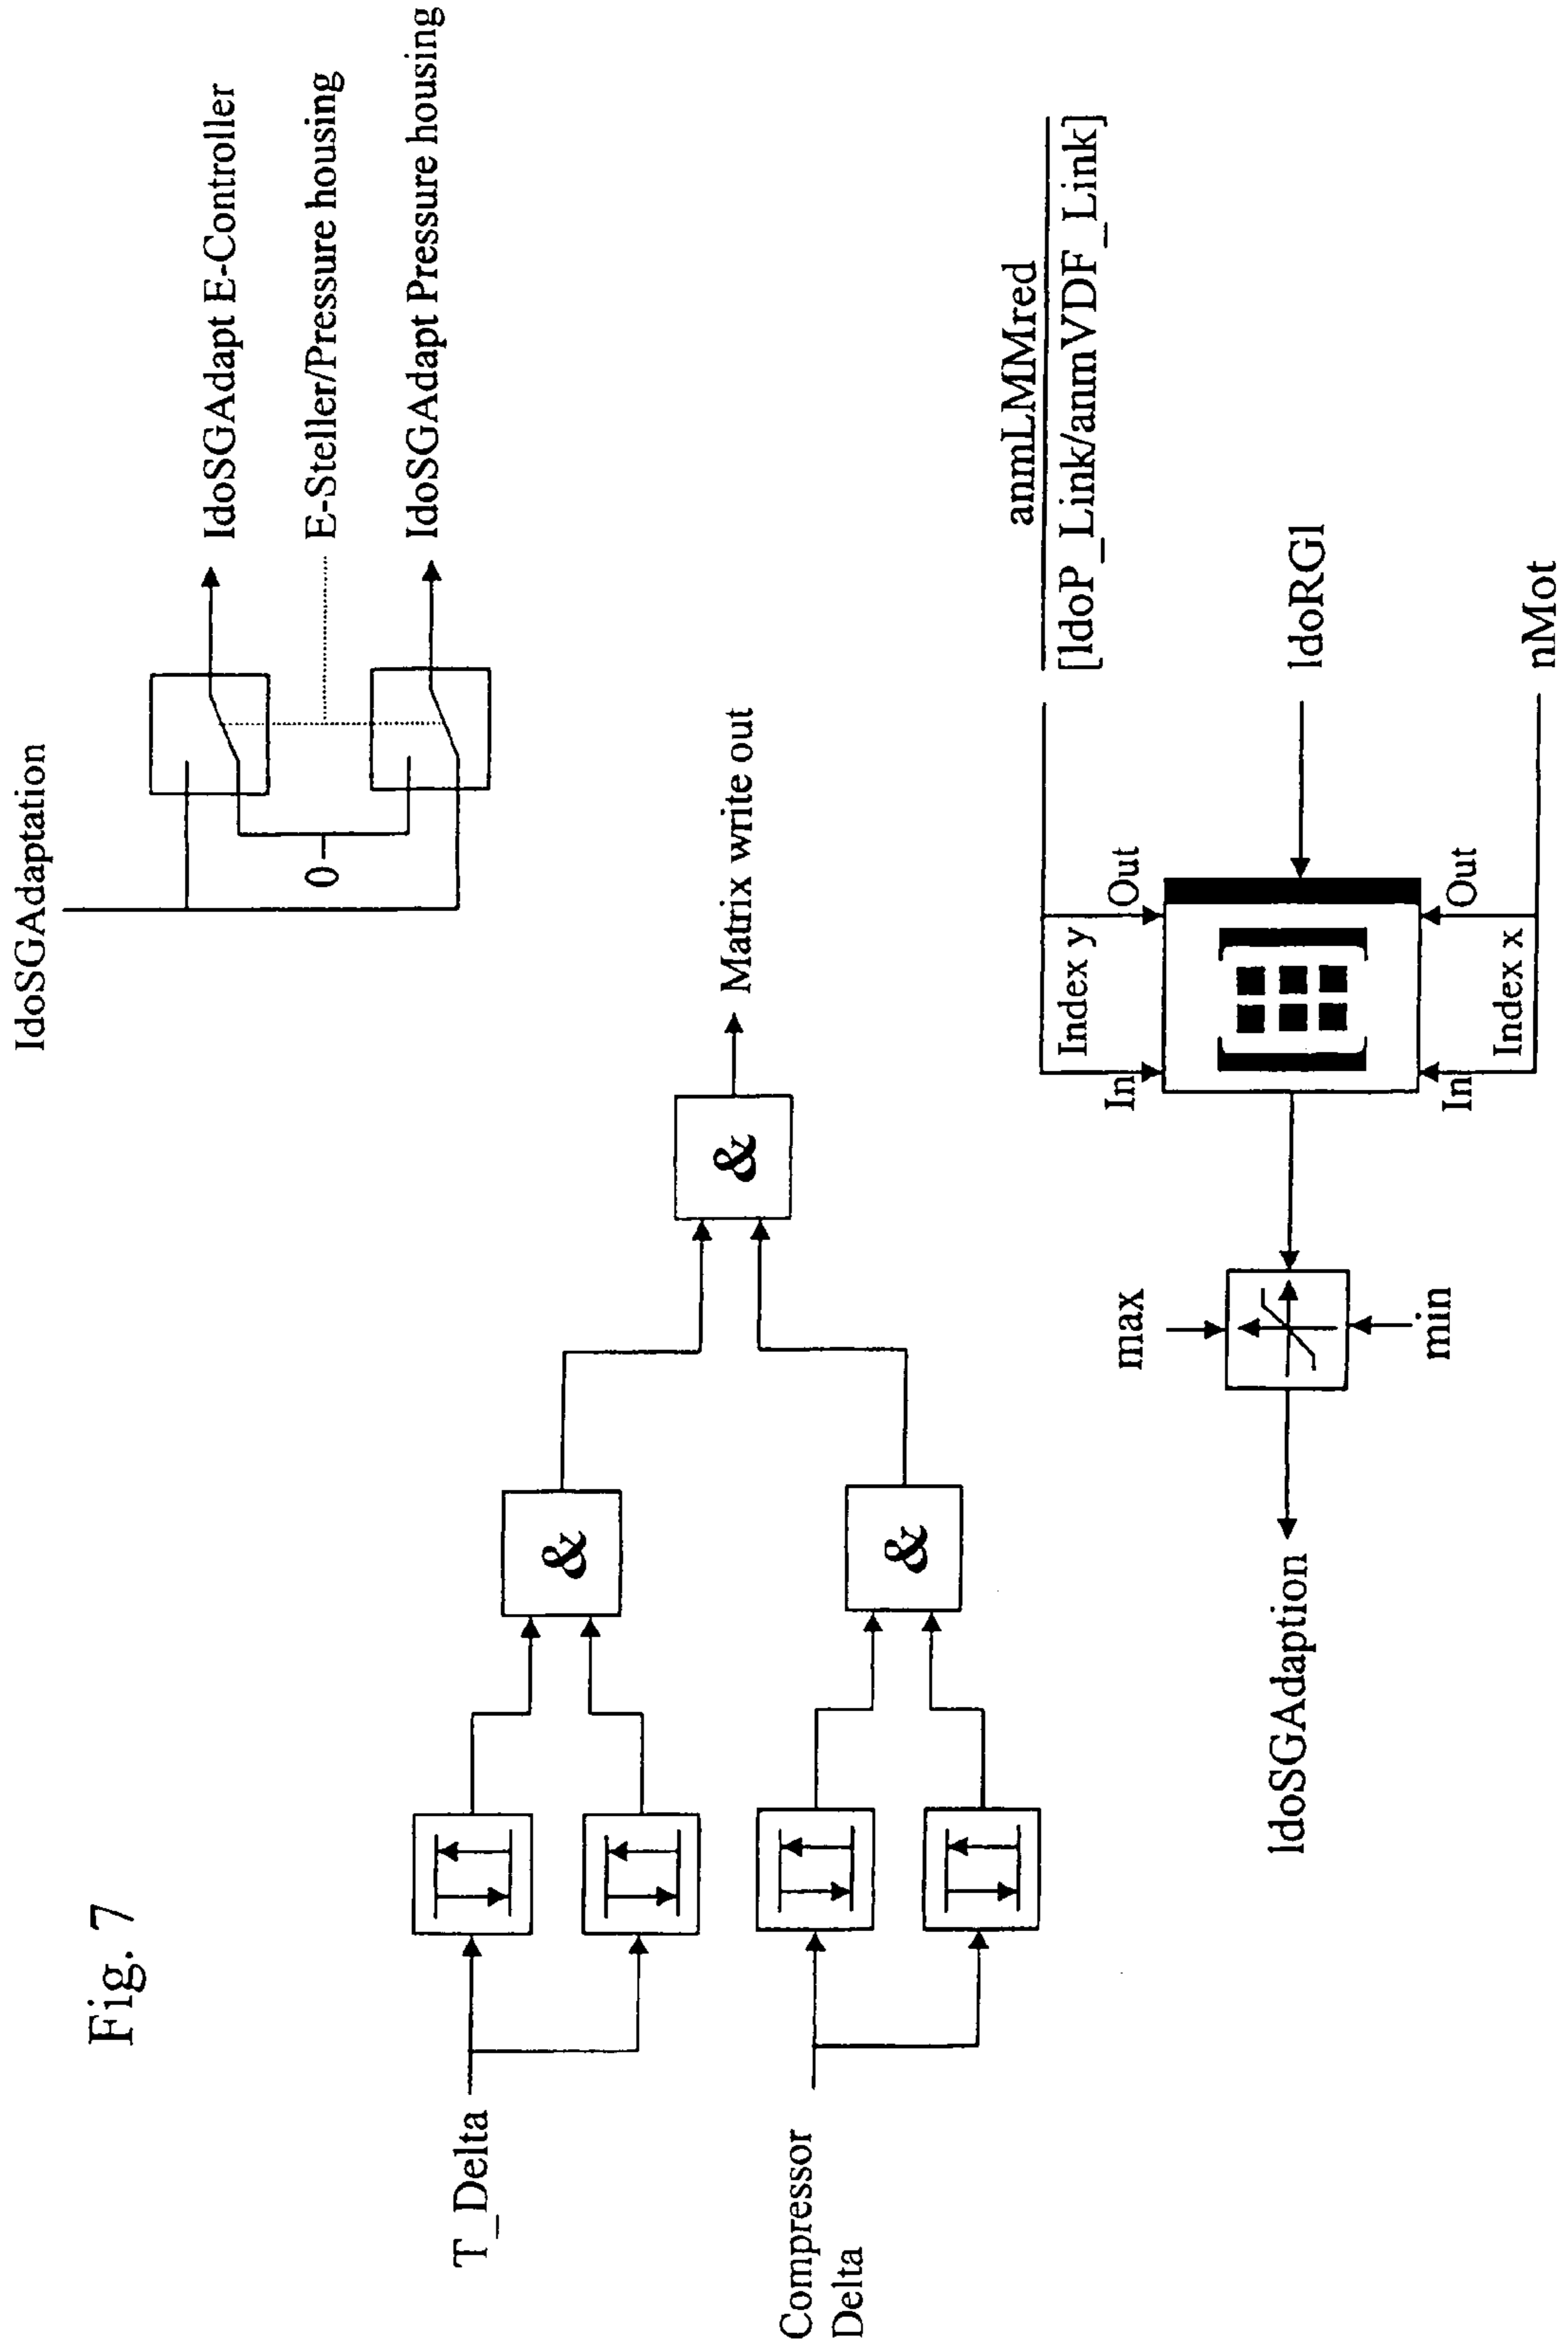 Fig. 7
IdoSGAdaptation
0
IdoSGAdapt E-Controller
E-Steller/Pressure housing
IdoSGAdapt Pressure housing
T_Delta
&
&
Matrix write out
Compressor
Delta
&
max
min
ldoSGAdaption
In
Index y
Out
In
Index x
Out
anmLMMred
[ldoP_Link/anmVDF_Link]
ldoRGl
nMot